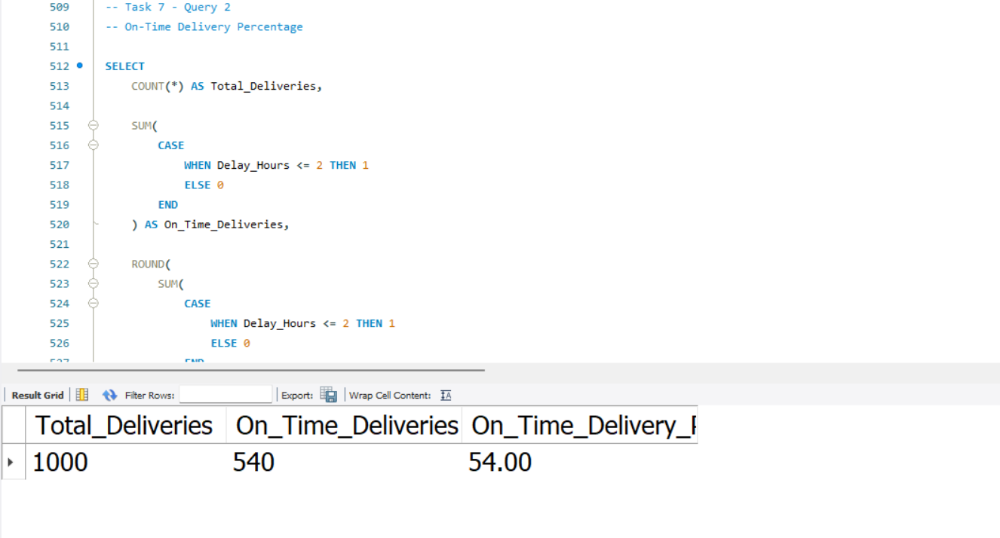 509 -- Task 7 - Query 2
510 -- On-Time Delivery Percentage
511
512 SELECT
513 COUNT(*) AS Total_Deliveries,
514
515 SUM(
516 CASE
517 WHEN Delay_Hours <= 2 THEN 1
518 ELSE 0
519 END
520 ) AS On_Time_Deliveries,
521
522 ROUND(
523 SUM(
524 CASE
525 WHEN Delay_Hours <= 2 THEN 1
526 ELSE 0
527 END
Result Grid Filter Rows: Export: Wrap Cell Content:
Total_Deliveries On_Time_Deliveries On_Time_Delivery_
1000 540 54.00